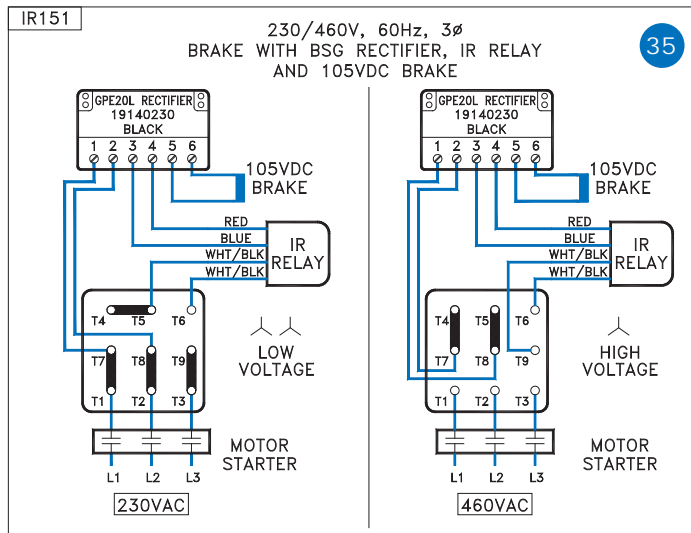 IR151
230/460V, 60Hz, 3ø
BRAKE WITH BSG RECTIFIER, IR RELAY
AND 105VDC BRAKE
35
GPE20L RECTIFIER
19140230
BLACK
1 2 3 4 5 6
105VDC
BRAKE
RED
BLUE
WHT/BLK
WHT/BLK
IR
RELAY
T4 T5 T6
T7 T8 T9
T1 T2 T3
LOW
VOLTAGE
MOTOR
STARTER
L1 L2 L3
230VAC
GPE20L RECTIFIER
19140230
BLACK
1 2 3 4 5 6
105VDC
BRAKE
RED
BLUE
WHT/BLK
WHT/BLK
IR
RELAY
T4 T5 T6
T7 T8 T9
T1 T2 T3
HIGH
VOLTAGE
MOTOR
STARTER
L1 L2 L3
460VAC